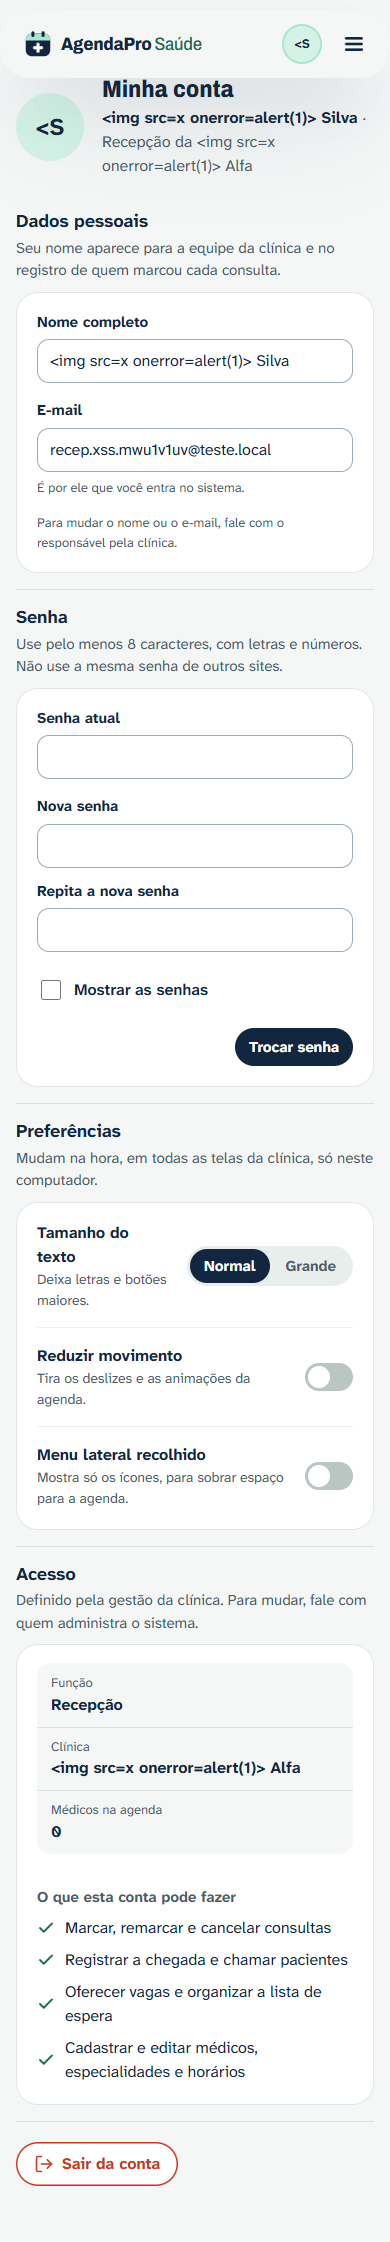 AgendaPro Saúde
<S
<S
Minha conta
<img src=x onerror=alert(1)> Silva ·
Recepção da <img src=x
onerror=alert(1)> Alfa
Dados pessoais
Seu nome aparece para a equipe da clínica e no
registro de quem marcou cada consulta.
Nome completo
<img src=x onerror=alert(1)> Silva
E-mail
recep.xss.mwu1v1uv@teste.local
É por ele que você entra no sistema.
Para mudar o nome ou o e-mail, fale com o
responsável pela clínica.
Senha
Use pelo menos 8 caracteres, com letras e números.
Não use a mesma senha de outros sites.
Senha atual
Nova senha
Repita a nova senha
Mostrar as senhas
Trocar senha
Preferências
Mudam na hora, em todas as telas da clínica, só neste
computador.
Tamanho do
texto
Deixa letras e botões
maiores.
Normal
Grande
Reduzir movimento
Tira os deslizes e as animações da
agenda.
Menu lateral recolhido
Mostra só os ícones, para sobrar espaço
para a agenda.
Acesso
Definido pela gestão da clínica. Para mudar, fale com
quem administra o sistema.
Função
Recepção
Clínica
<img src=x onerror=alert(1)> Alfa
Médicos na agenda
0
O que esta conta pode fazer
Marcar, remarcar e cancelar consultas
Registrar a chegada e chamar pacientes
Oferecer vagas e organizar a lista de
espera
Cadastrar e editar médicos,
especialidades e horários
Sair da conta